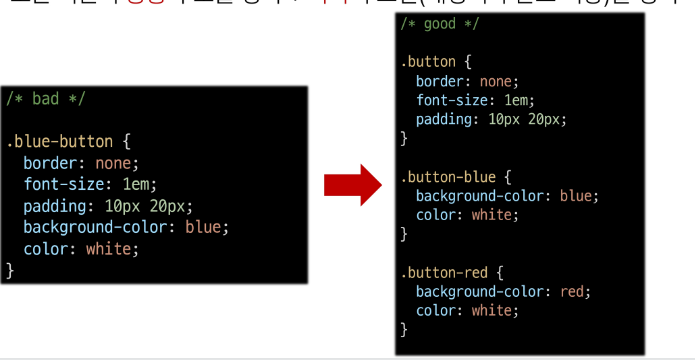 /* bad */
.blue-button {
border: none;
font-size: 1em;
padding: 10px 20px;
background-color: blue;
color: white;
}
/* good */
.button {
border: none;
font-size: 1em;
padding: 10px 20px;
}
.button-blue {
background-color: blue;
color: white;
}
.button-red {
background-color: red;
color: white;
}